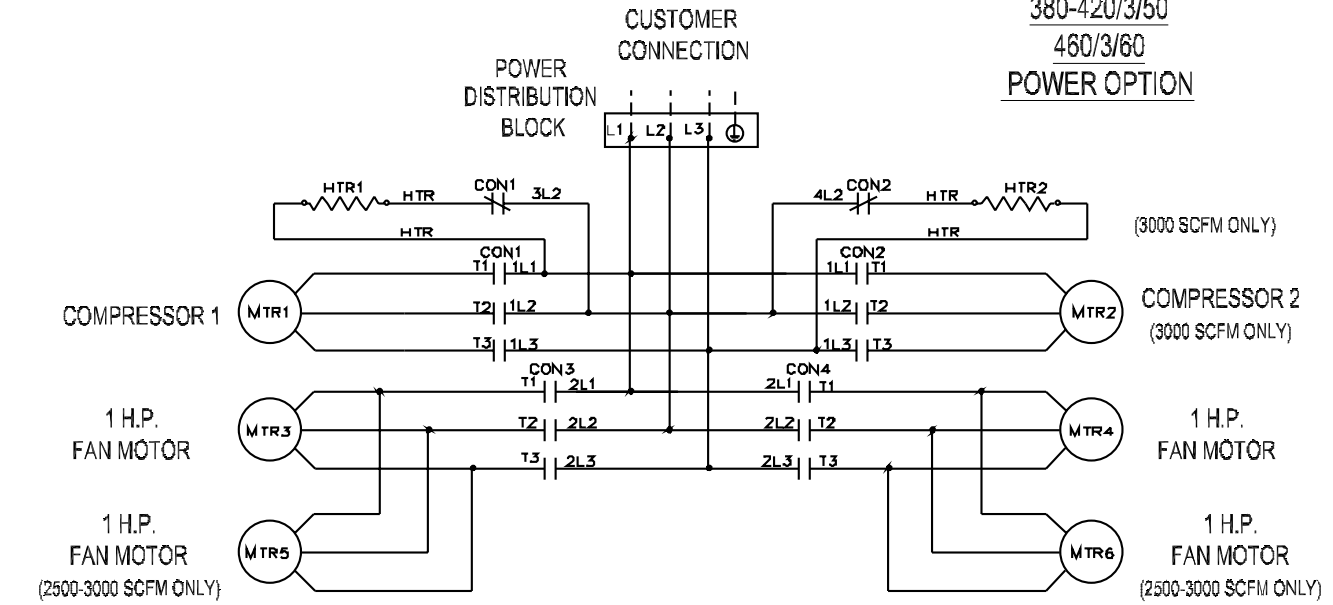 380-420/3/50
460/3/60
POWER OPTION
CUSTOMER
CONNECTION
POWER
DISTRIBUTION
BLOCK
L1 L2 L3
HTR1 HTR CON1 3L2
4L2 CON2 HTR HTR2
HTR
HTR
(3000 SCFM ONLY)
CON1
T1 1L1
CON2
1L1 T1
COMPRESSOR 1
MTR1
T2 1L2
1L2 T2
MTR2
COMPRESSOR 2
(3000 SCFM ONLY)
T3 1L3
1L3 T3
CON3
T1 2L1
CON4
2L1 T1
1 H.P.
FAN MOTOR
MTR3
T2 2L2
2L2 T2
MTR4
1 H.P.
FAN MOTOR
T3 2L3
2L3 T3
1 H.P.
FAN MOTOR
(2500-3000 SCFM ONLY)
MTR5
MTR6
1 H.P.
FAN MOTOR
(2500-3000 SCFM ONLY)